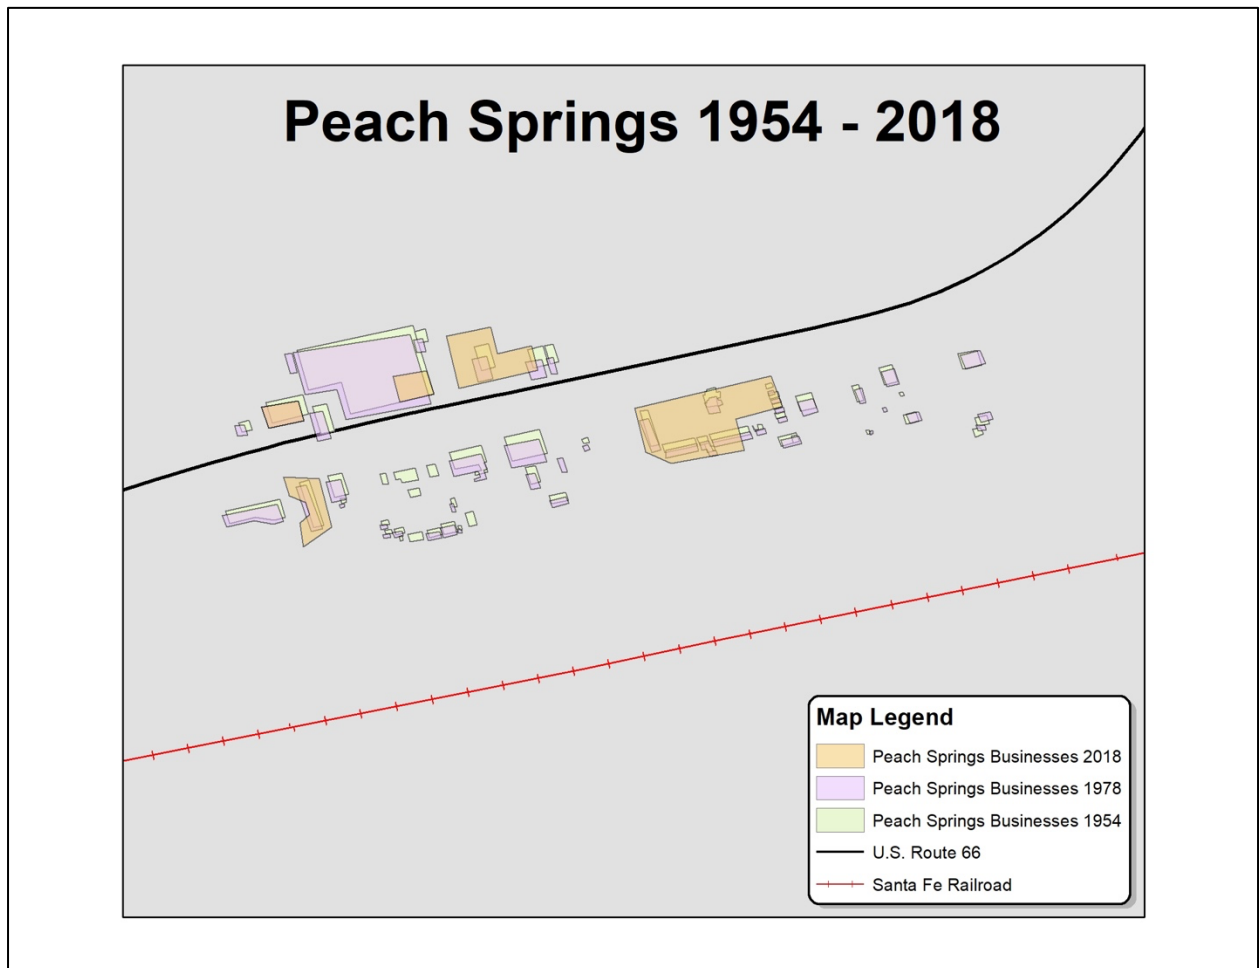 Peach Springs 1954 - 2018
Map Legend
Peach Springs Businesses 2018
Peach Springs Businesses 1978
Peach Springs Businesses 1954
U.S. Route 66
Santa Fe Railroad